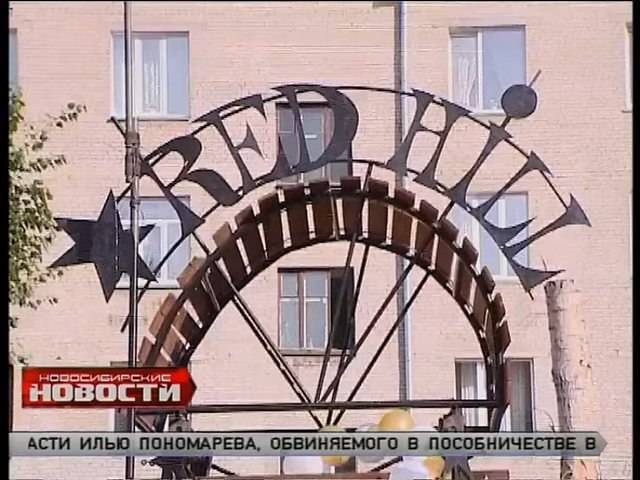 RED HILL
НОВОСИБИРСКИЕ
НОВОСТИ
АСТИ ИЛЬЮ ПОНОМАРЕВА, ОБВИНЯЕМОГО В ПОСОБНИЧЕСТВЕ В